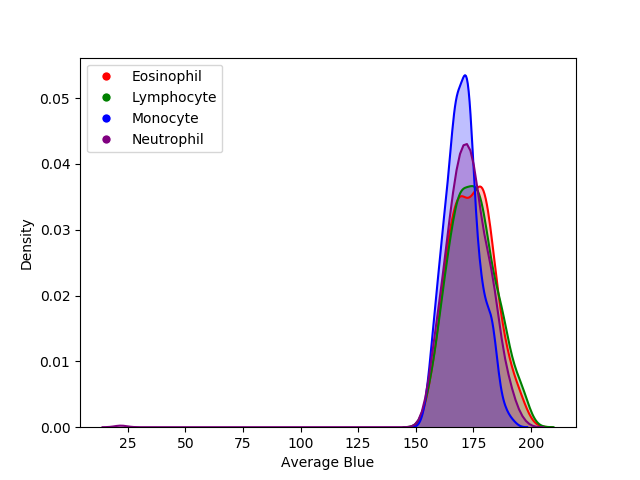 Eosinophil
Lymphocyte
Monocyte
Neutrophil
0.05
0.04
0.03
0.02
0.01
0.00
Density
25 50 75 100 125 150 175 200
Average Blue